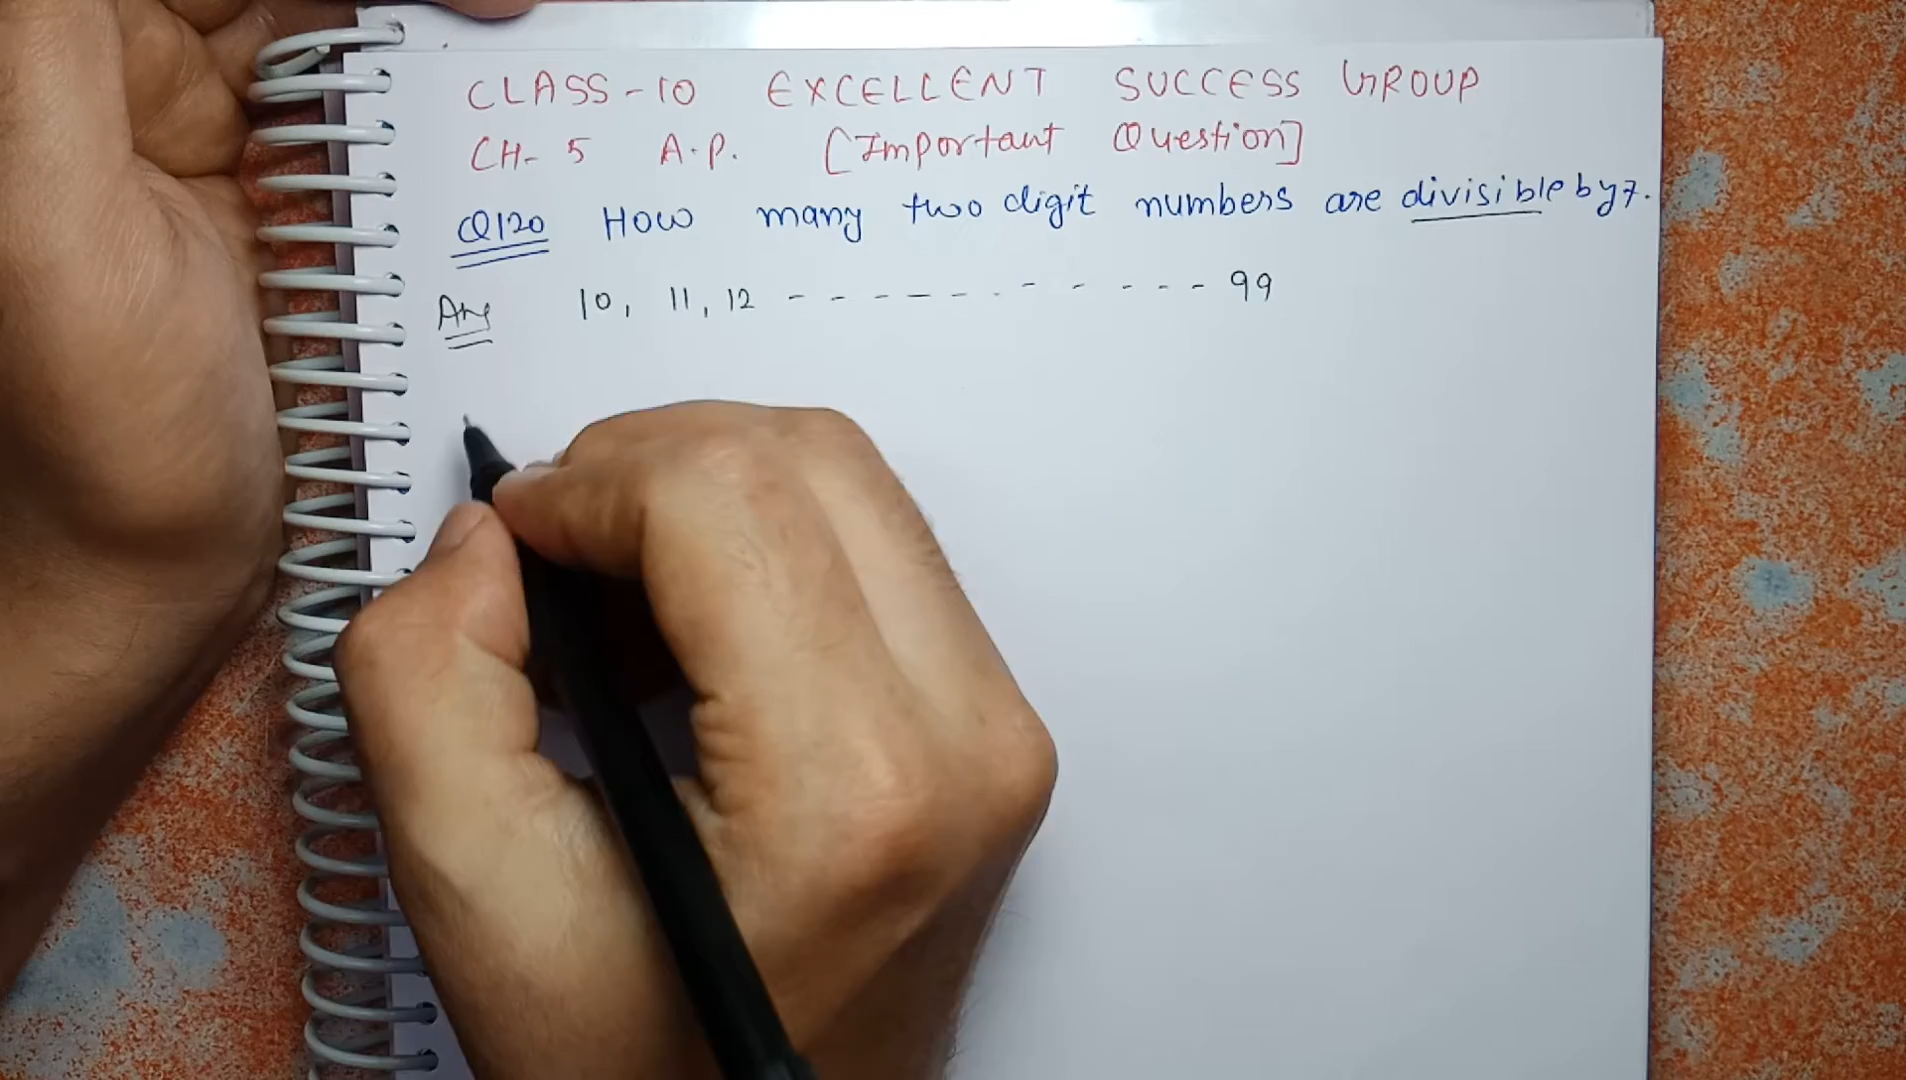 CLASS-10 EXCELLENT SUCCESS GROUP
CH-5 A.P. [Important Question]
Q120 How many two digit numbers are divisible by 7.
Ans 10, 11, 12 - - - - - - - - - - 99